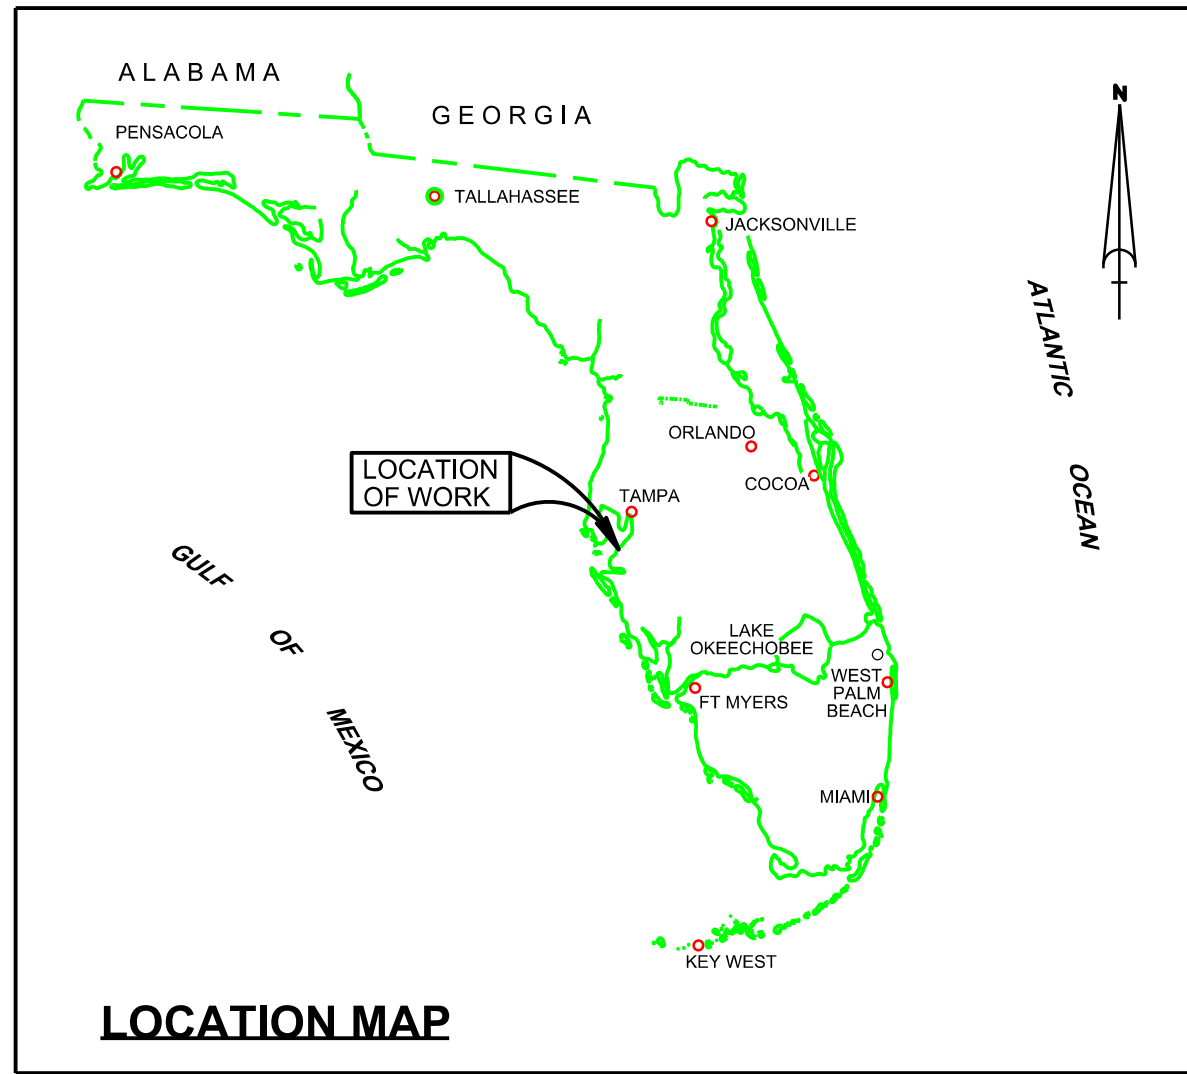 ALABAMA
GEORGIA
N
PENSACOLA
TALLAHASSEE
JACKSONVILLE
ATLANTIC
OCEAN
ORLANDO
LOCATION
OF WORK
COCOA
TAMPA
GULF
OF
MEXICO
LAKE
OKEECHOBEE
WEST
PALM
BEACH
FT MYERS
MIAMI
KEY WEST
LOCATION MAP